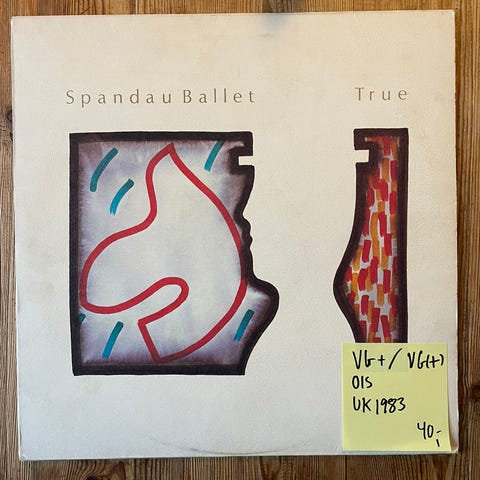 Spandau Ballet True
VG+/VG(+)
OIS
UK 1983
40,-